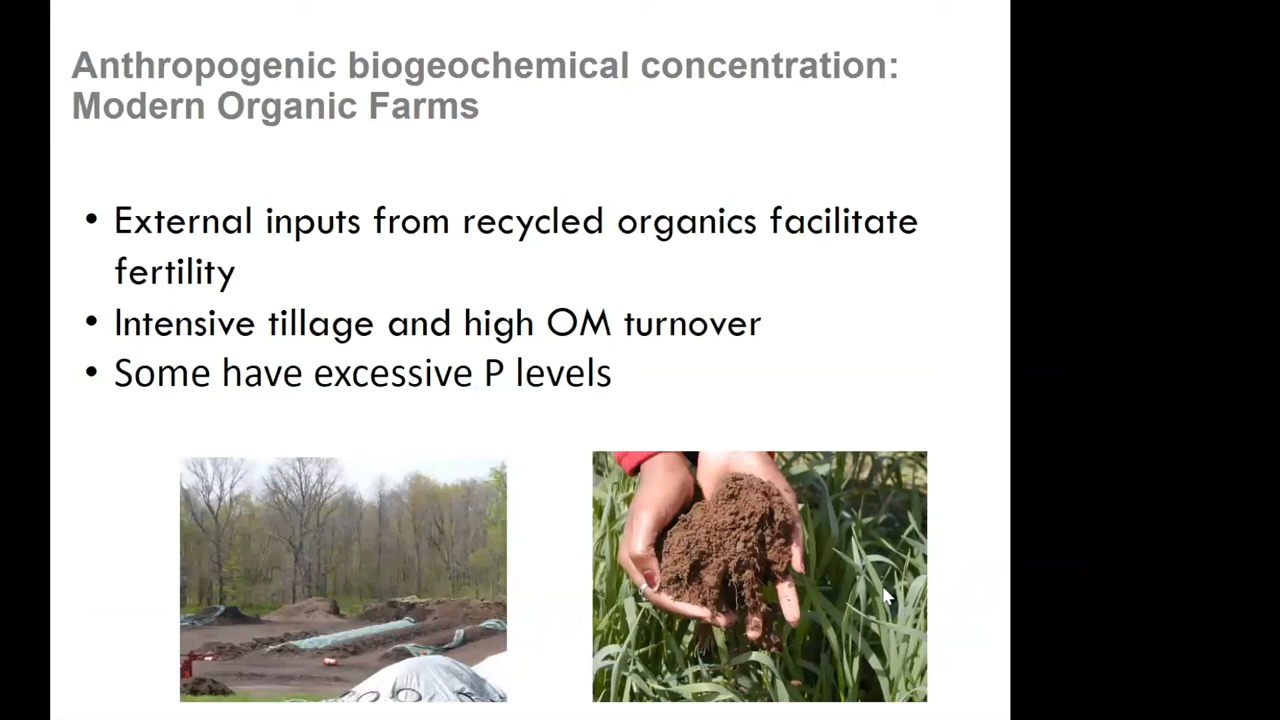 Anthropogenic biogeochemical concentration:
Modern Organic Farms
• External inputs from recycled organics facilitate
fertility
• Intensive tillage and high OM turnover
• Some have excessive P levels